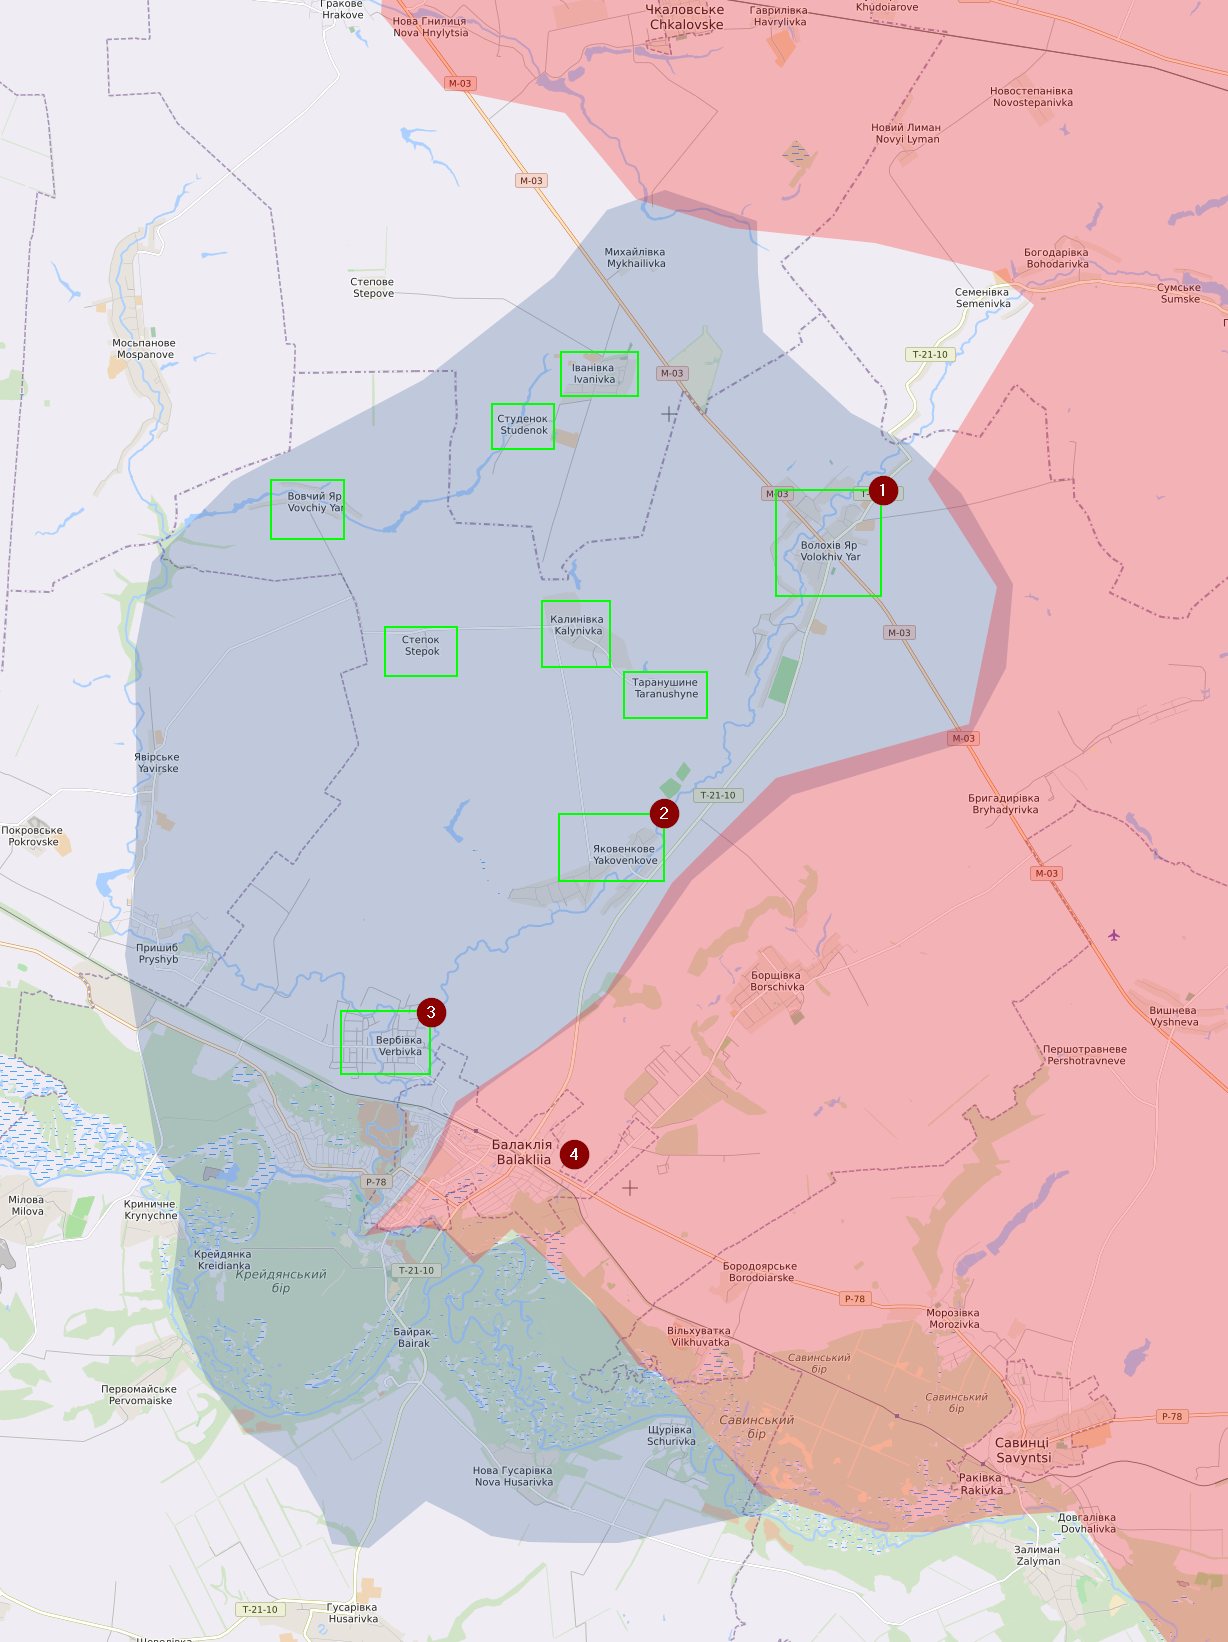 Гракове
Hrakove
Нова Гнилиця
Nova Hnylytsia
Чкаловське
Chkalovske
Гаврилівка
Havrylivka
Khudoiarove
M-03
Новостепанівка
Novostepanivka
Новий Лиман
Novyi Lyman
M-03
Михайлівка
Mykhailivka
Богодарівка
Bohodarivka
Степове
Stepove
Семенівка
Semenivka
Сумське
Sumske
Мосьпанове
Mospanove
T-21-10
Іванівка
Ivanivka
M-03
Студенок
Studenok
Вовчий Яр
Vovchiy Yar
M-03
T-
1
Волохів Яр
Volokhiv Yar
Калинівка
Kalynivka
M-03
Степок
Stepok
Таранушине
Taranushyne
M-03
Явірське
Yavirske
T-21-10
Бригадирівка
Bryhadyrivka
2
Покровське
Pokrovske
Яковенкове
Yakovenkove
M-03
Пришиб
Pryshyb
Борщівка
Borschivka
3
Вишнева
Vyshneva
Вербівка
Verbivka
Першотравневе
Pershotravneve
Балаклія
Balakliia
4
P-78
Мілова
Milova
Криничне
Krynychne
Крейдянка
Kreidianka
Крейдянський
бір
T-21-10
Бородоярське
Borodoiarske
P-78
Морозівка
Morozivka
Байрак
Bairak
Вільхуватка
Vilkhuvatka
Савинський
бір
Первомайське
Pervomaiske
Савинський
бір
Савинський
бір
P-78
Щурівка
Schurivka
Савинці
Savyntsi
Нова Гусарівка
Nova Husarivka
Раківка
Rakivka
Довгалівка
Dovhalivka
Залиман
Zalyman
T-21-10
Гусарівка
Husarivka